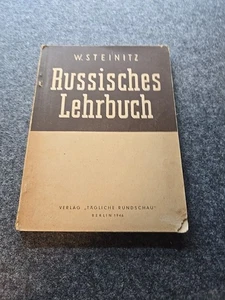 W. STEINITZ
Russisches
Lehrbuch
VERLAG „TÄGLICHE RUNDSCHAU"
BERLIN 1946